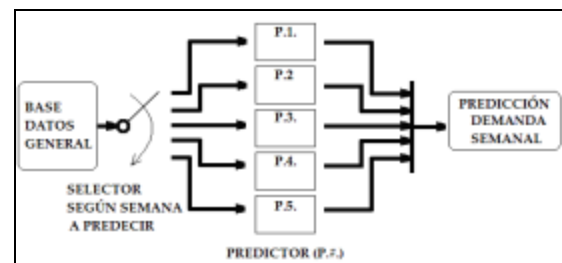 BASE
DATOS
GENERAL
SELECTOR
SEGÚN SEMANA
A PREDECIR
P.1.
P.2
P.3.
P.4.
P.5.
PREDICTOR (P.#.)
PREDICCIÓN
DEMANDA
SEMANAL